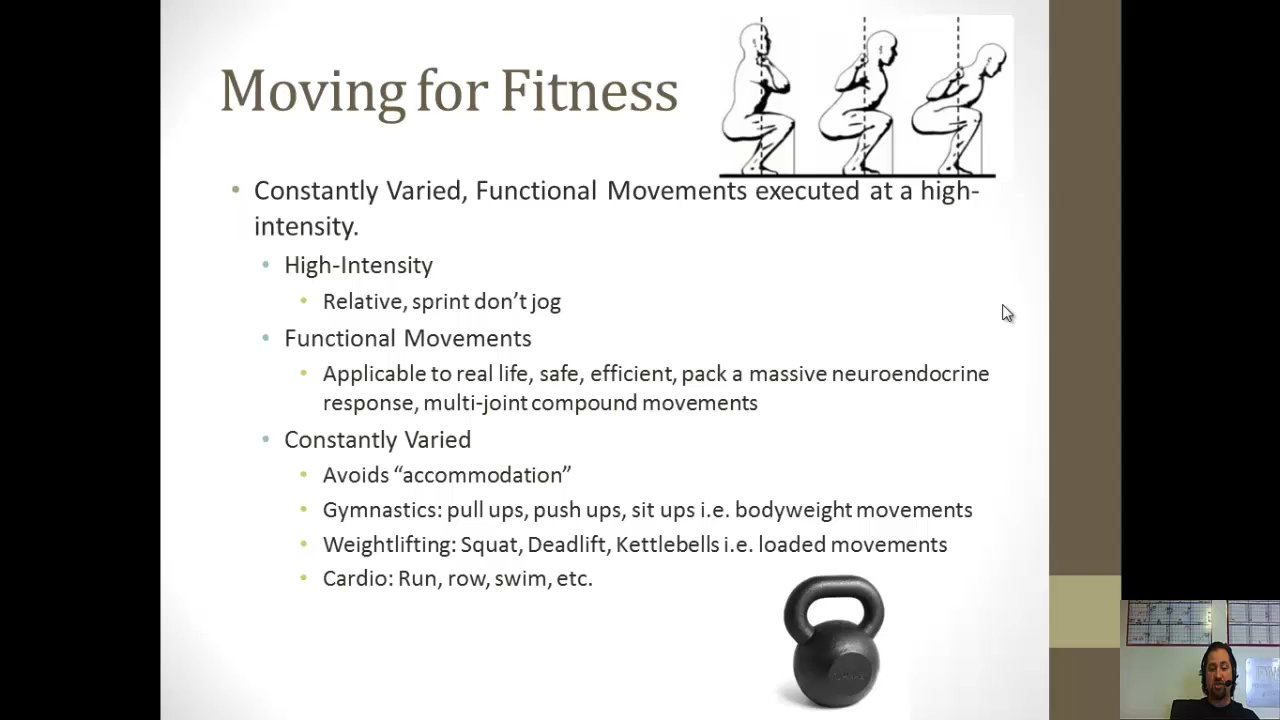 Moving for Fitness
Constantly Varied, Functional Movements executed at a high-
intensity.
High-Intensity
Relative, sprint don't jog
Functional Movements
Applicable to real life, safe, efficient, pack a massive neuroendocrine
response, multi-joint compound movements
Constantly Varied
Avoids “accommodation”
Gymnastics: pull ups, push ups, sit ups i.e. bodyweight movements
Weightlifting: Squat, Deadlift, Kettlebells i.e. loaded movements
Cardio: Run, row, swim, etc.